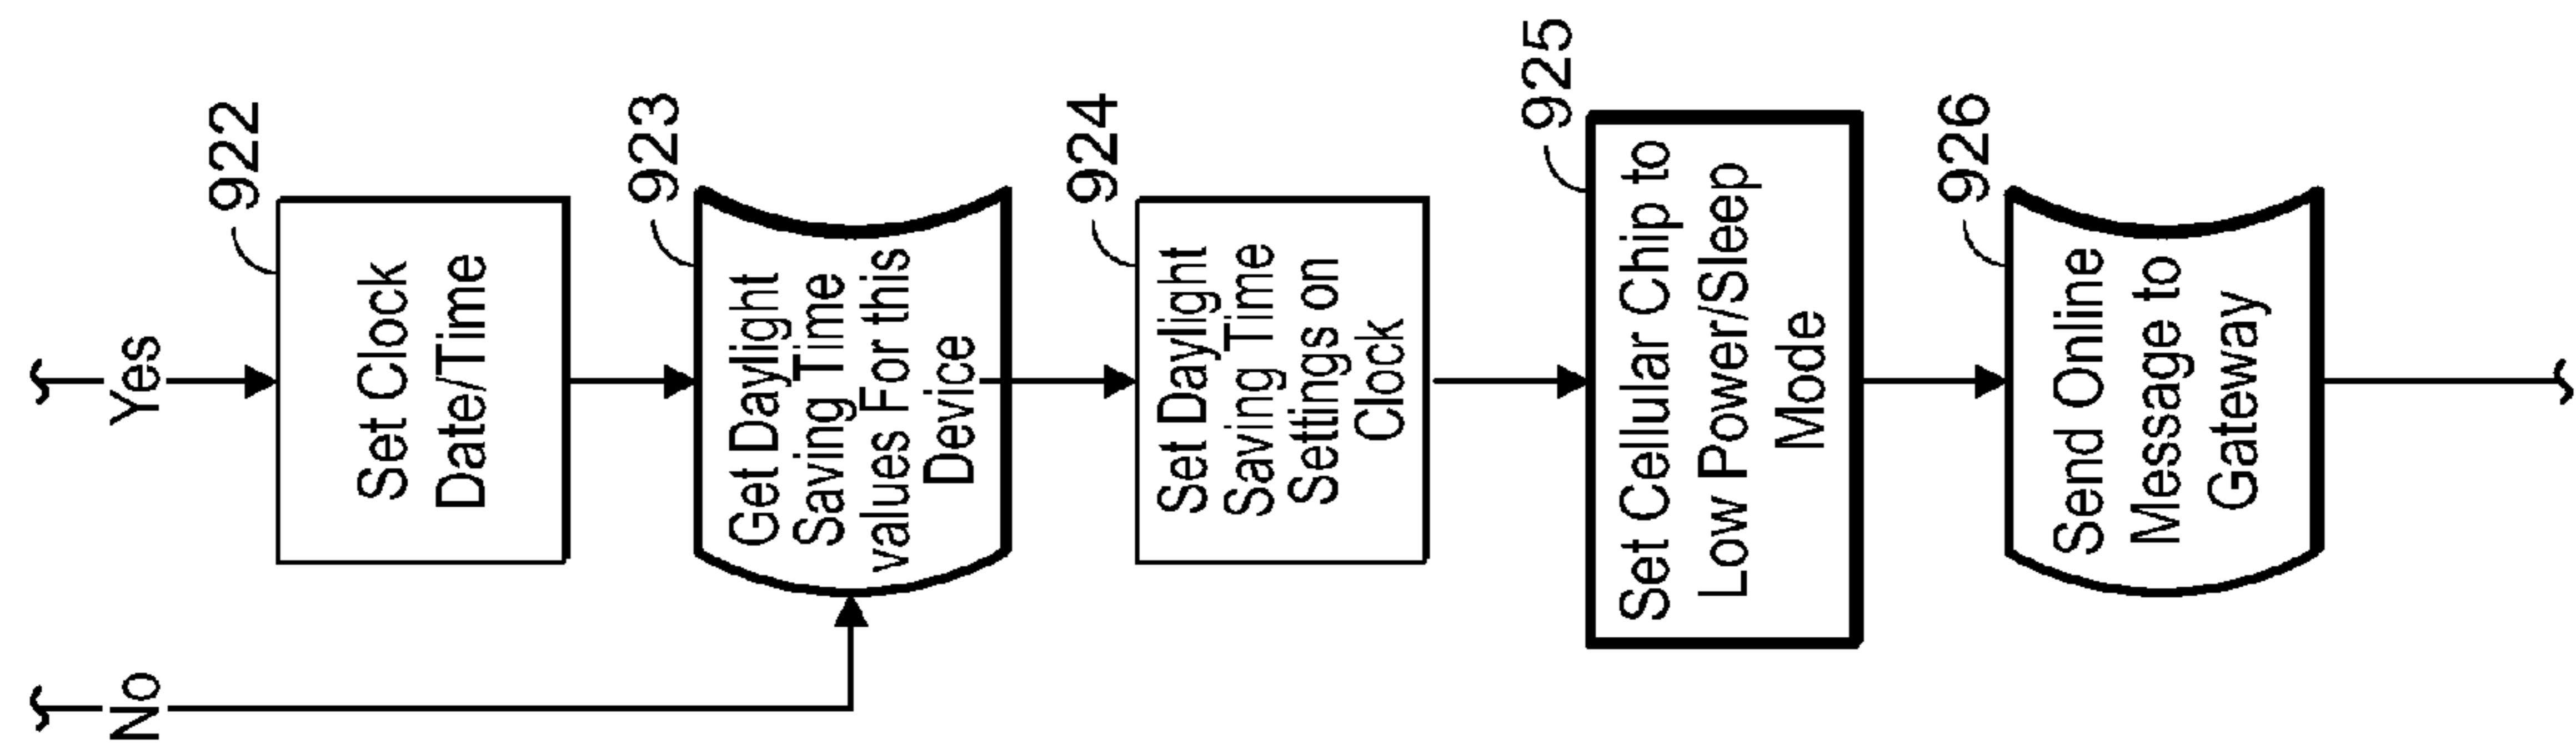 Yes
No
922
Set Clock
Date/Time
923
Get Daylight
Saving Time
values For this
Device
924
Set Daylight
Saving Time
Settings on
Clock
925
Set Cellular Chip to
Low Power/Sleep
Mode
926
Send Online
Message to
Gateway